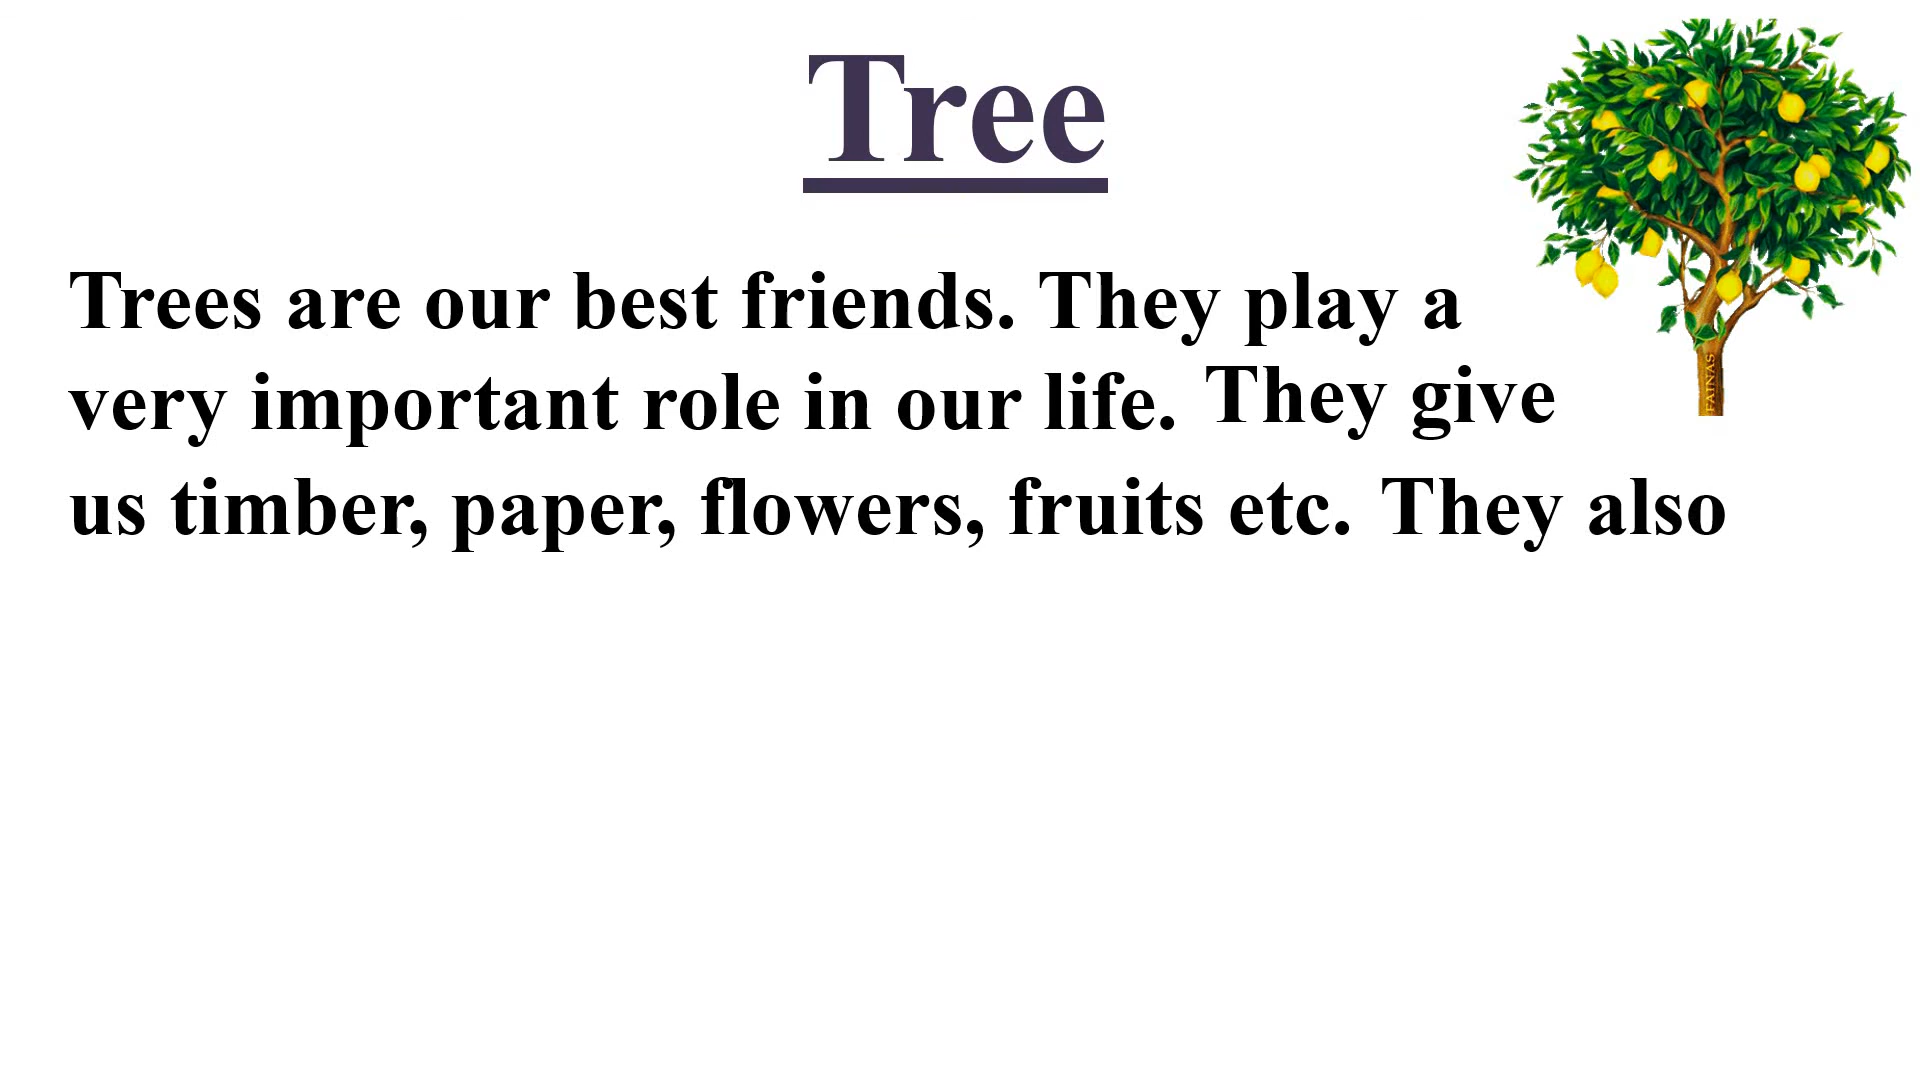 Tree
Trees are our best friends. They play a
very important role in our life. They give
us timber, paper, flowers, fruits etc. They also
FAINAS